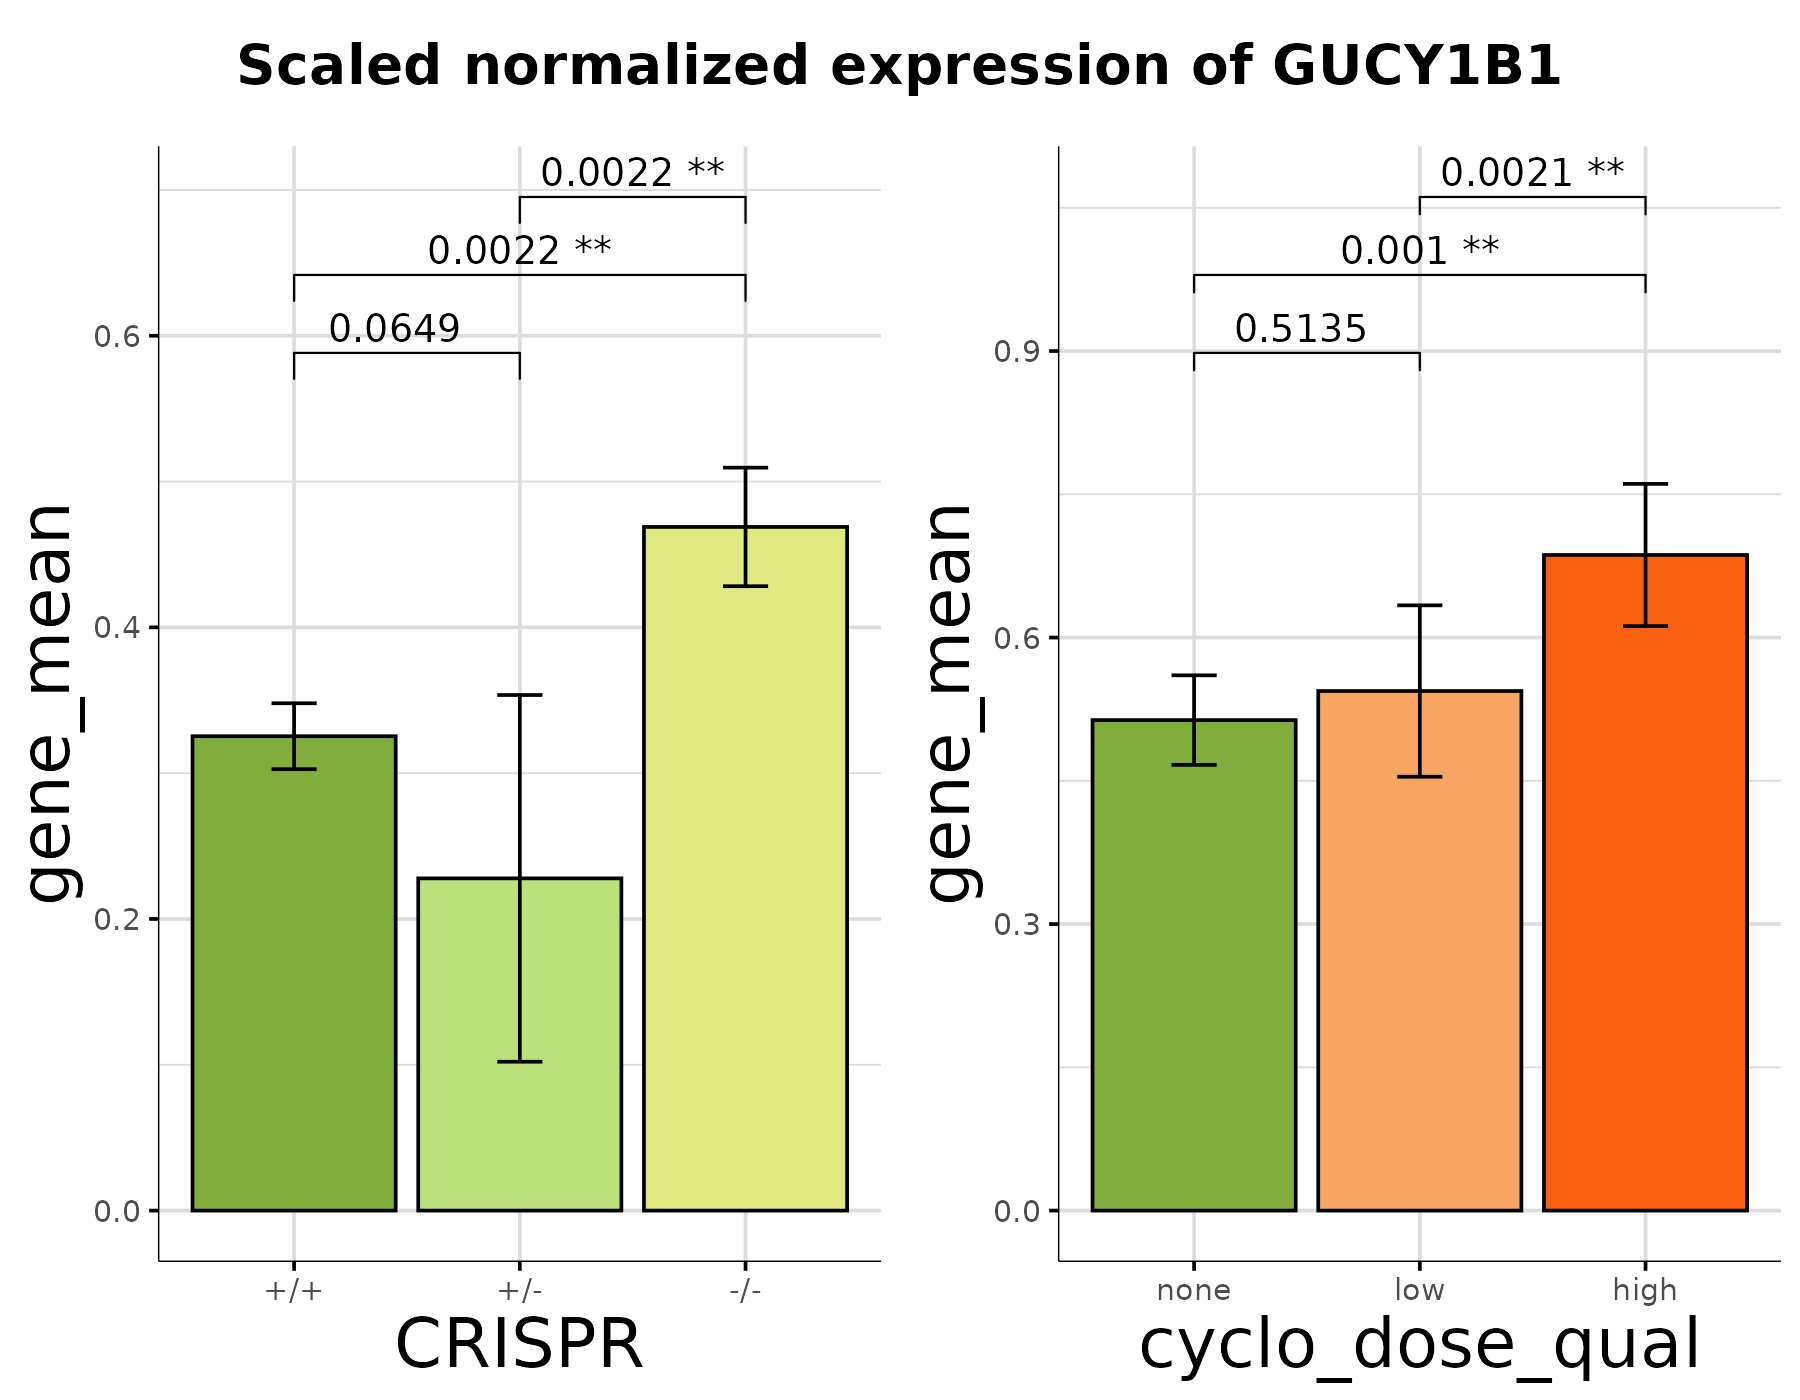 Scaled normalized expression of GUCY1B1
gene_mean
0.6
0.4
0.2
0.0
0.0022 **
0.0022 **
0.0649
+/+ +/- -/-
CRISPR
gene_mean
0.9
0.6
0.3
0.0
0.0021 **
0.001 **
0.5135
none low high
cyclo_dose_qual